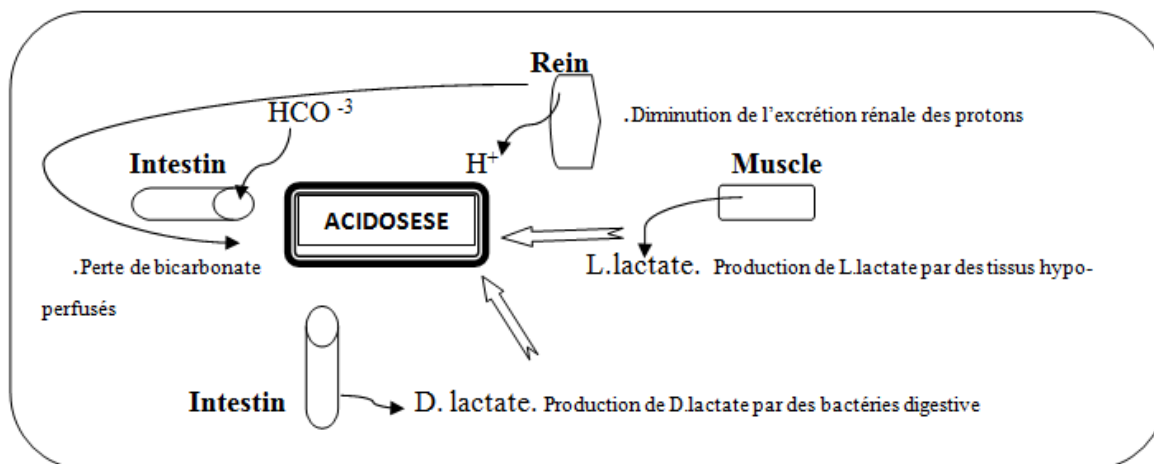 Rein
HCO -3
.Diminution de l'excrétion rénale des protons
Intestin
H+
Muscle
ACIDOSESE
.Perte de bicarbonate
L.lactate. Production de L.lactate par des tissus hypo-
perfusés
Intestin
D. lactate. Production de D.lactate par des bactéries digestive